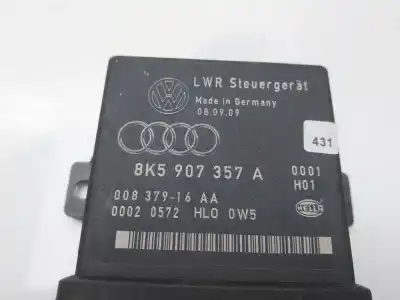 LWR Steuergerät
Made in Germany
08.09.09
431
8K5 907 357 A 0001
H01
008 379-16 AA
0002 0572 HLO 0W5
HELLA